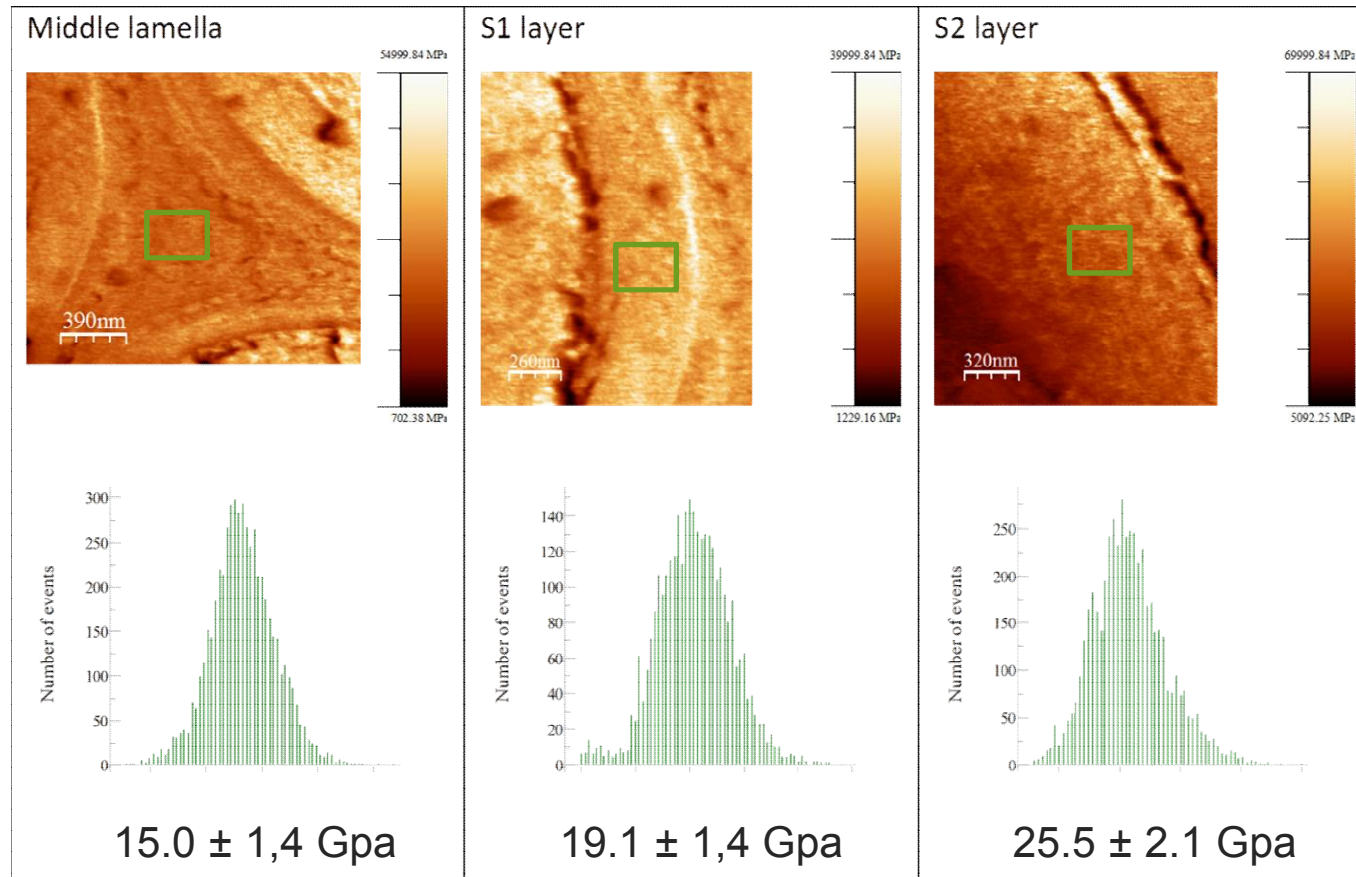 Middle lamella
54999.84 MPa
390nm
702.38 MPa
300
250
200
150
100
50
0
Number of events
15.0 ± 1,4 Gpa
S1 layer
39999.84 MPa
260nm
1229.16 MPa
140
120
100
80
60
40
20
0
Number of events
19.1 ± 1,4 Gpa
S2 layer
69999.84 MPa
320nm
5092.25 MPa
250
200
150
100
50
0
Number of events
25.5 ± 2.1 Gpa